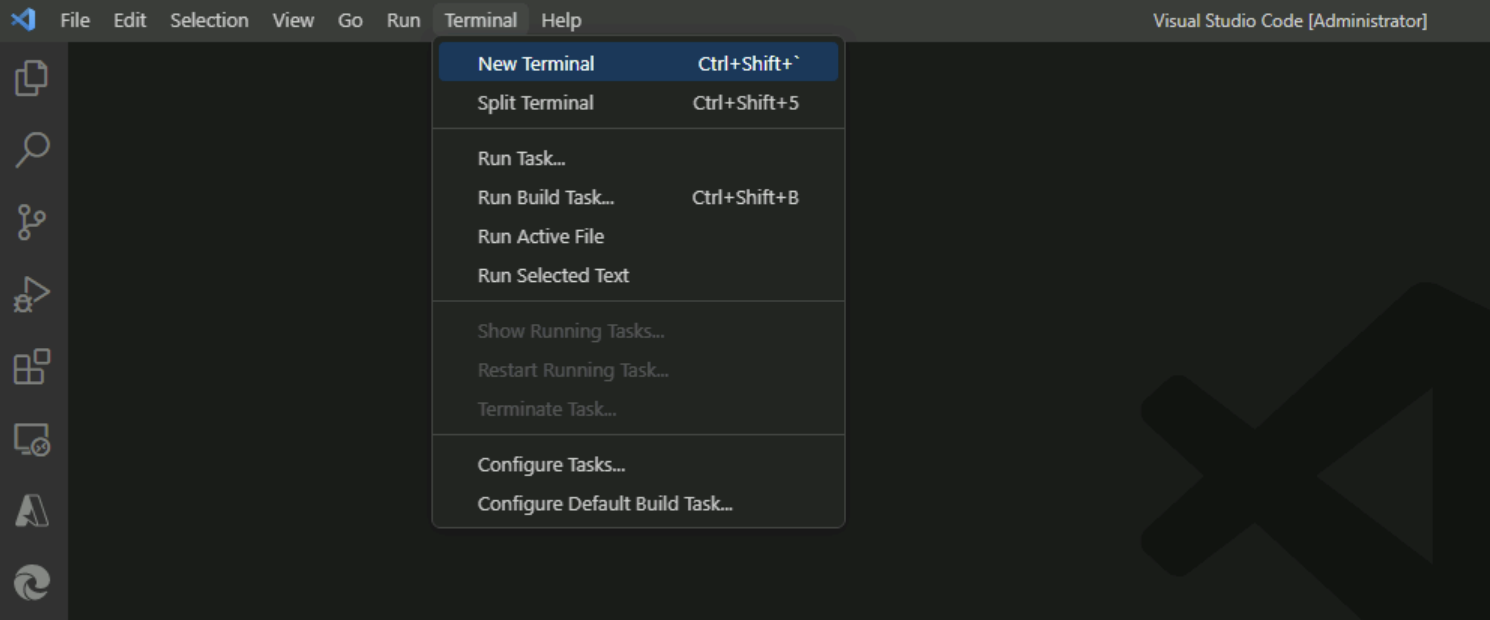 File Edit Selection View Go Run Terminal Help Visual Studio Code [Administrator]
New Terminal Ctrl+Shift+`
Split Terminal Ctrl+Shift+5
Run Task...
Run Build Task... Ctrl+Shift+B
Run Active File
Run Selected Text
Show Running Tasks...
Restart Running Task...
Terminate Task...
Configure Tasks...
Configure Default Build Task...